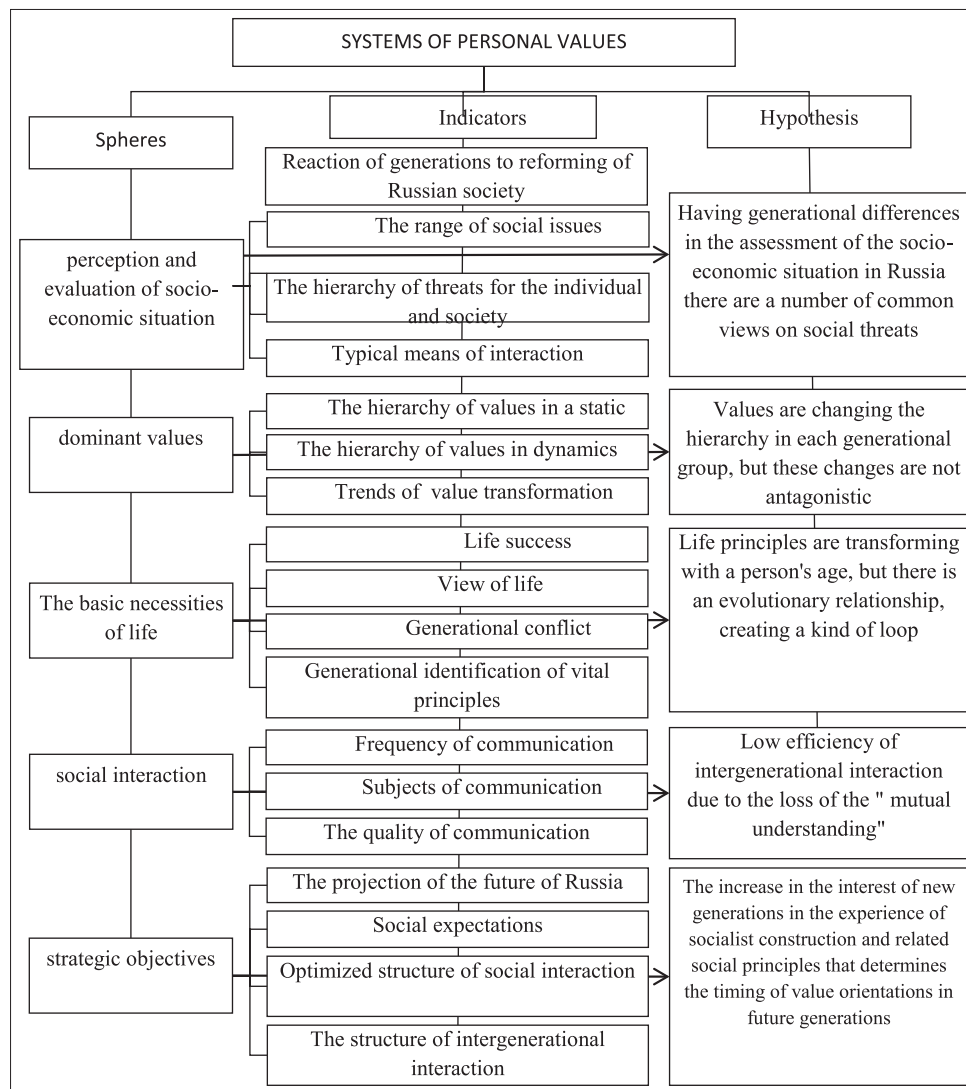 SYSTEMS OF PERSONAL VALUES
Spheres
Indicators
Hypothesis
perception and
evaluation of socio-
economic situation
Reaction of generations to reforming of
Russian society
The range of social issues
The hierarchy of threats for the individual
and society
Typical means of interaction
Having generational differences
in the assessment of the socio-
economic situation in Russia
there are a number of common
views on social threats
dominant values
The hierarchy of values in a static
The hierarchy of values in dynamics
Trends of value transformation
Values are changing the
hierarchy in each generational
group, but these changes are not
antagonistic
The basic necessities
of life
Life success
View of life
Generational conflict
Generational identification of vital
principles
Life principles are transforming
with a person's age, but there is
an evolutionary relationship,
creating a kind of loop
social interaction
Frequency of communication
Subjects of communication
The quality of communication
Low efficiency of
intergenerational interaction
due to the loss of the " mutual
understanding"
strategic objectives
The projection of the future of Russia
Social expectations
Optimized structure of social interaction
The structure of intergenerational
interaction
The increase in the interest of new
generations in the experience of
socialist construction and related
social principles that determines
the timing of value orientations in
future generations